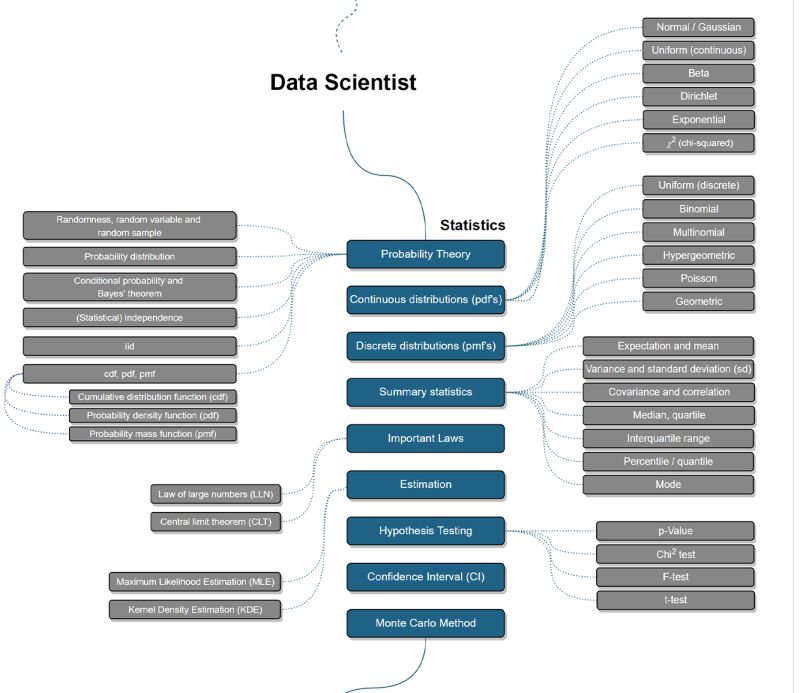 Data Scientist
Statistics
Probability Theory
Randomness, random variable and
random sample
Probability distribution
Conditional probability and
Bayes' theorem
(Statistical) independence
iid
cdf, pdf, pmf
Cumulative distribution function (cdf)
Probability density function (pdf)
Probability mass function (pmf)
Continuous distributions (pdf's)
Normal / Gaussian
Uniform (continuous)
Beta
Dirichlet
Exponential
χ² (chi-squared)
Discrete distributions (pmf's)
Uniform (discrete)
Binomial
Multinomial
Hypergeometric
Poisson
Geometric
Summary statistics
Expectation and mean
Variance and standard deviation (sd)
Covariance and correlation
Median, quartile
Interquartile range
Percentile / quantile
Mode
Important Laws
Law of large numbers (LLN)
Central limit theorem (CLT)
Estimation
Maximum Likelihood Estimation (MLE)
Kernel Density Estimation (KDE)
Hypothesis Testing
p-Value
Chi² test
F-test
t-test
Confidence Interval (CI)
Monte Carlo Method